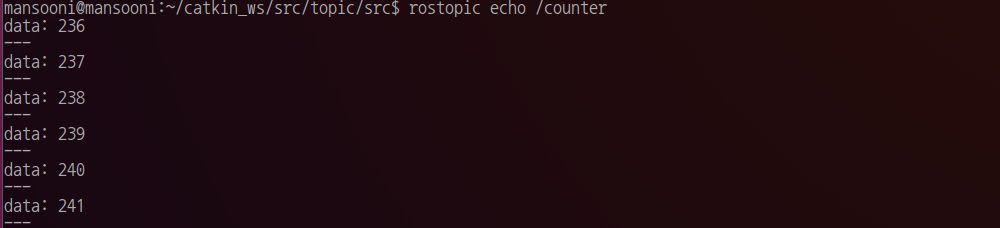 mansooni@mansooni:~/catkin_ws/src/topic/src$ rostopic echo /counter
data: 236
---
data: 237
---
data: 238
---
data: 239
---
data: 240
---
data: 241
---